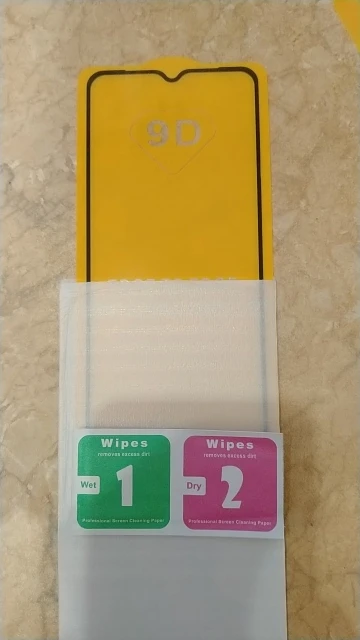 9D
Wipes
removes excess dirt
Wet
1
Professional Screen Cleaning Paper
Wipes
removes excess dirt
Dry
2
Professional Screen Cleaning Paper